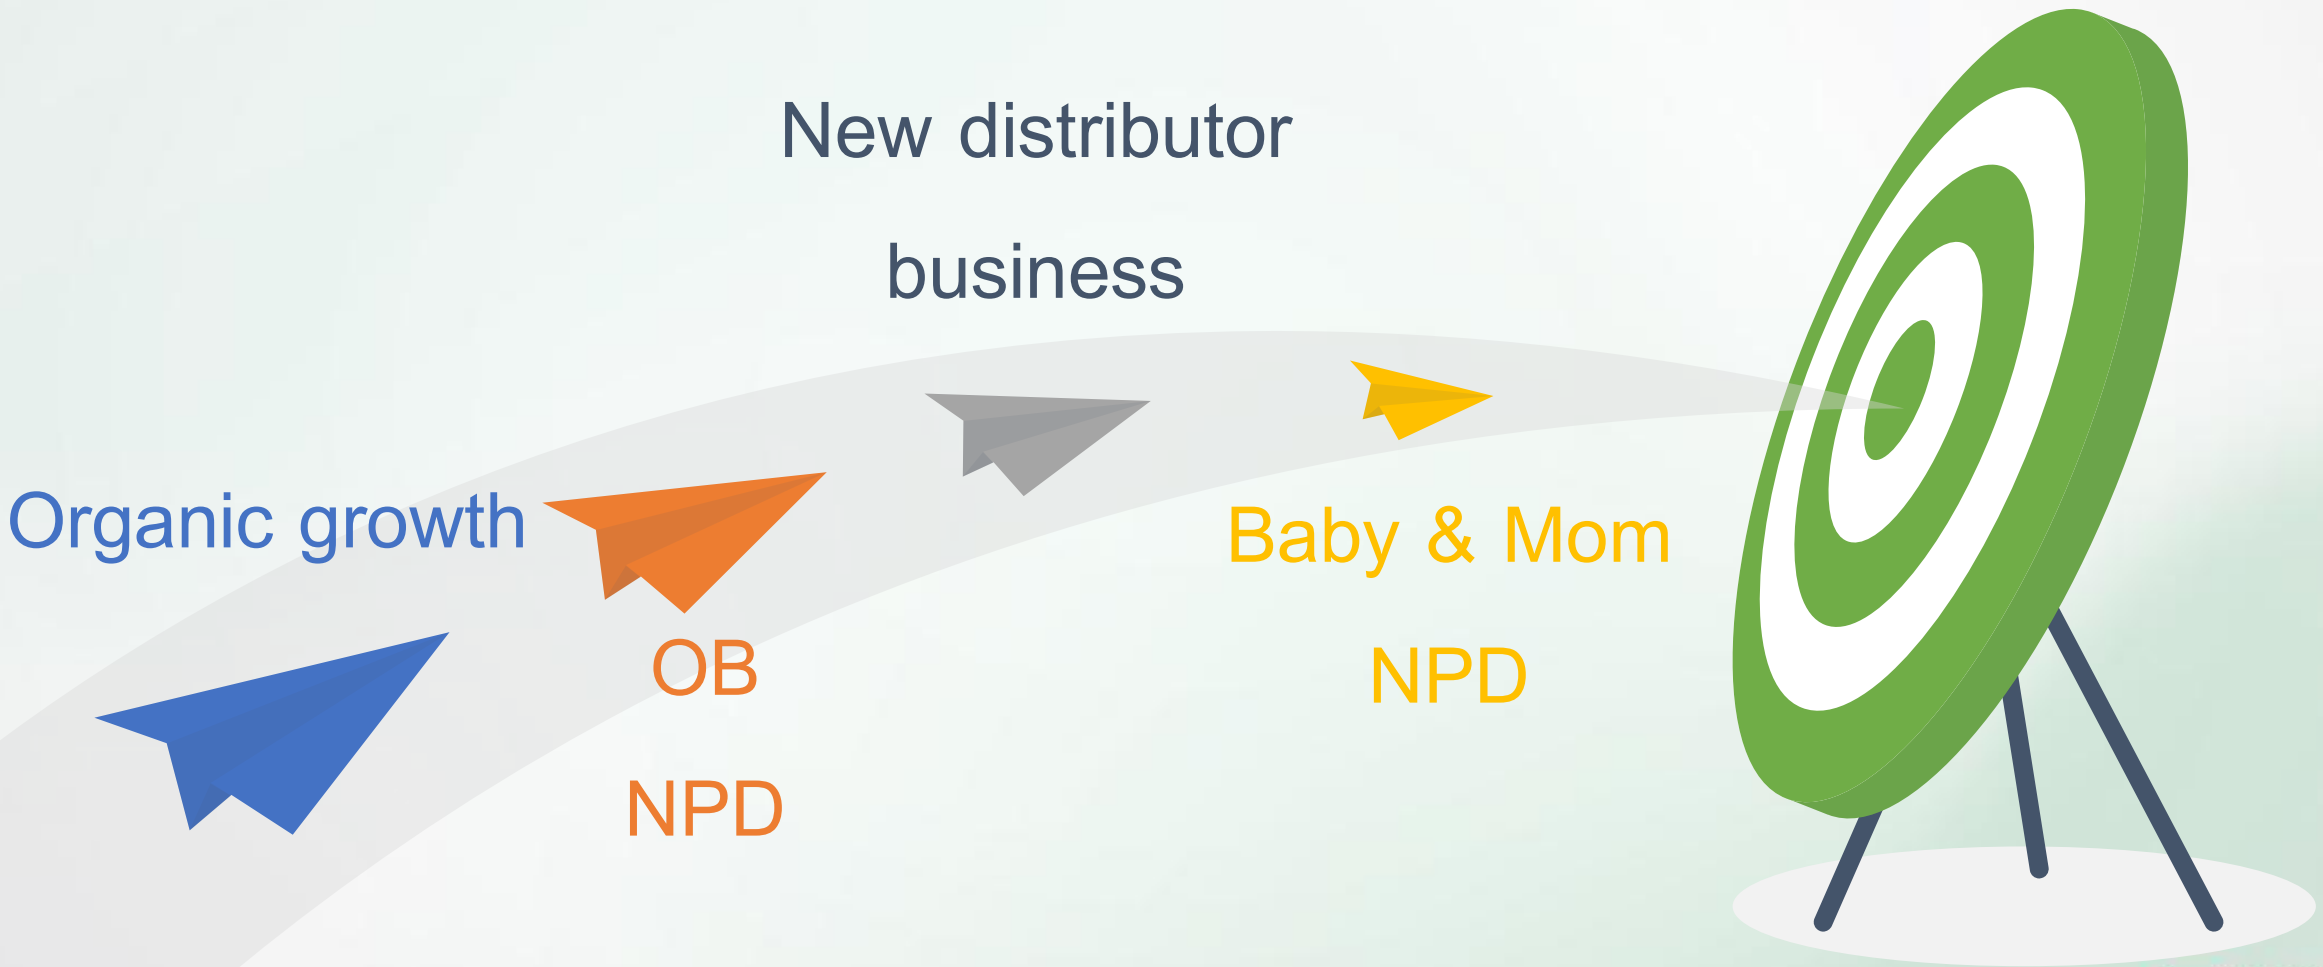 New distributor
business
Organic growth
OB
NPD
Baby & Mom
NPD